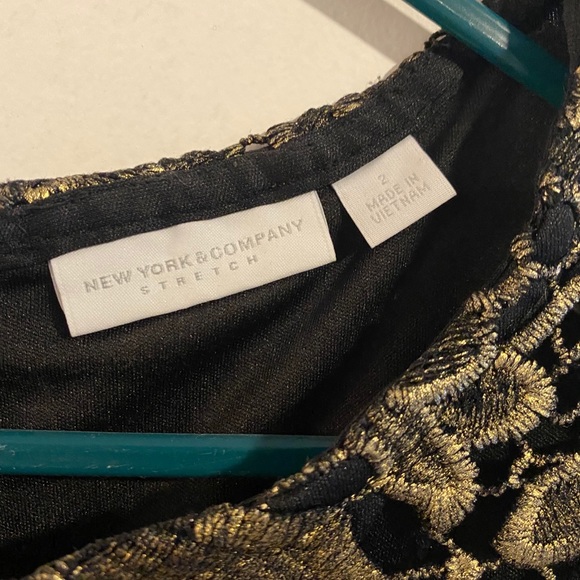 NEW YORK & COMPANY
STRETCH
2
MADE IN
VIETNAM